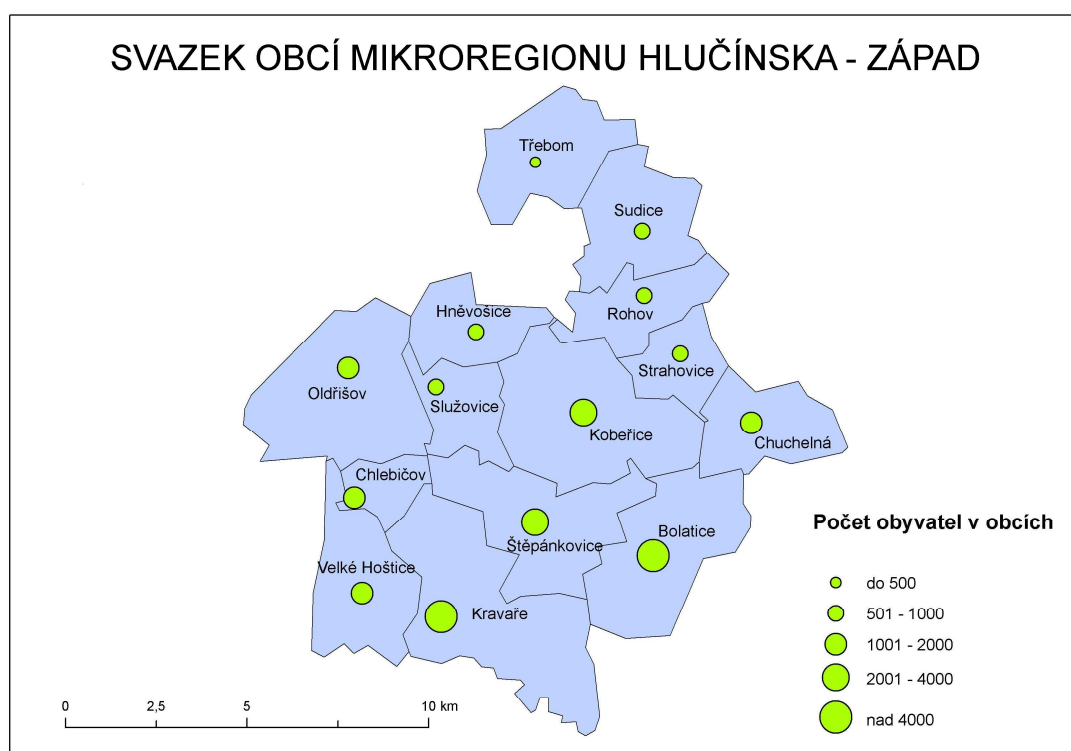 SVAZEK OBCÍ MIKROREGIONU HLUČÍNSKA - ZÁPAD
Třebom
Sudice
Hněvošice
Rohov
Strahovice
Oldřišov
Služovice
Kobeřice
Chuchelná
Chlebičov
Štěpánkovice
Bolatice
Velké Hoštice
Kravaře
Počet obyvatel v obcích
do 500
501 - 1000
1001 - 2000
2001 - 4000
nad 4000
0 2,5 5 10 km